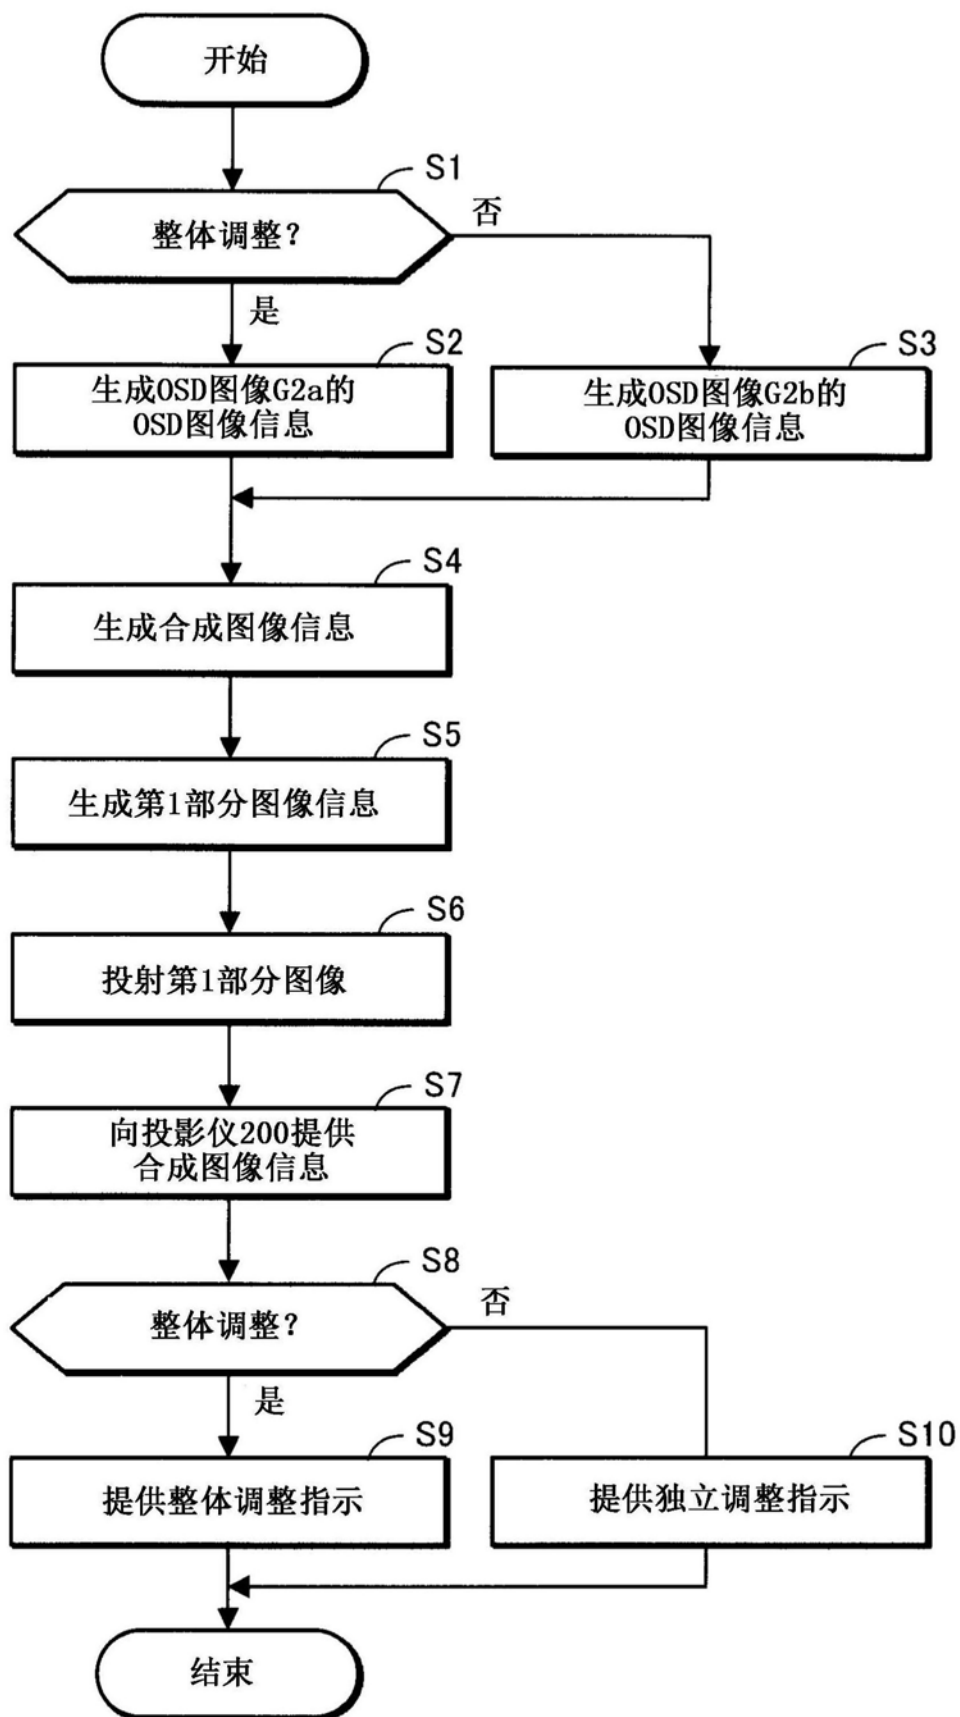 开始
S1
整体调整?
否
是
S2
生成OSD图像G2a的
OSD图像信息
S3
生成OSD图像G2b的
OSD图像信息
S4
生成合成图像信息
S5
生成第1部分图像信息
S6
投射第1部分图像
S7
向投影仪200提供
合成图像信息
S8
整体调整?
否
是
S9
提供整体调整指示
S10
提供独立调整指示
结束